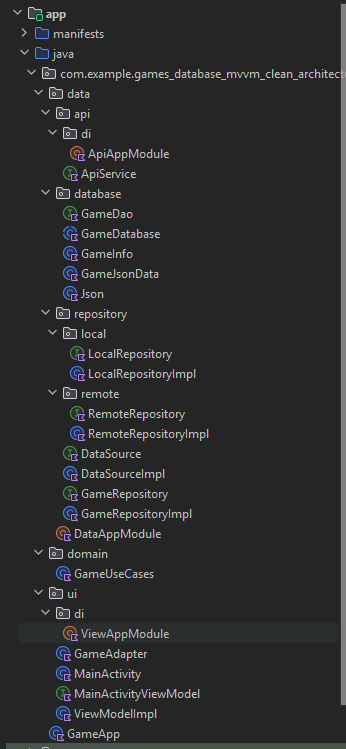 app
manifests
java
com.example.games_database_mvvm_clean_architect
data
api
di
ApiAppModule
ApiService
database
GameDao
GameDatabase
GameInfo
GameJsonData
Json
repository
local
LocalRepository
LocalRepositoryImpl
remote
RemoteRepository
RemoteRepositoryImpl
DataSource
DataSourceImpl
GameRepository
GameRepositoryImpl
DataAppModule
domain
GameUseCases
ui
di
ViewAppModule
GameAdapter
MainActivity
MainActivityViewModel
ViewModelImpl
GameApp